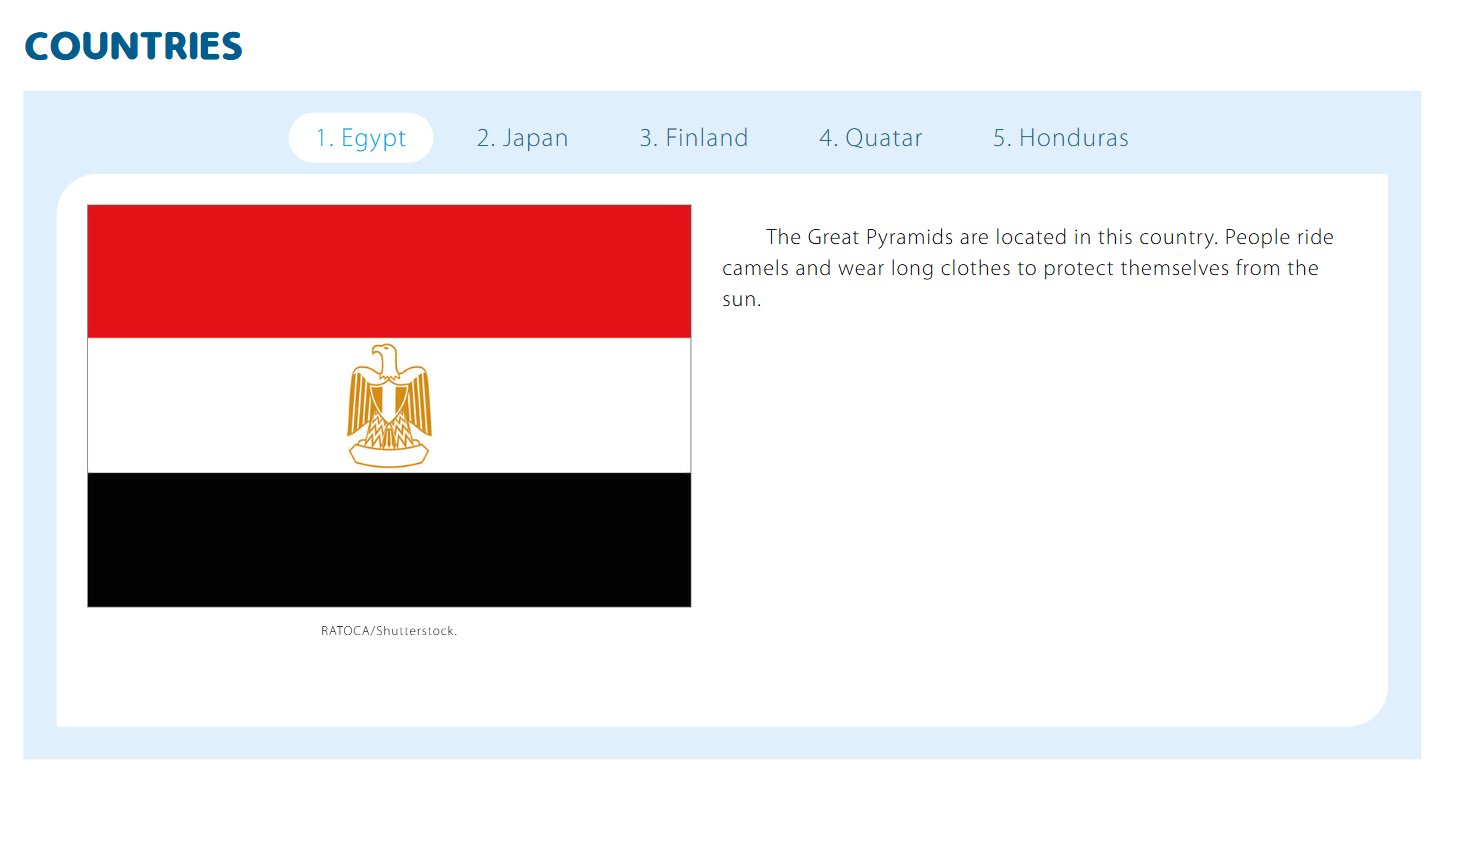 COUNTRIES
1. Egypt
2. Japan
3. Finland
4. Quatar
5. Honduras
The Great Pyramids are located in this country. People ride
camels and wear long clothes to protect themselves from the
sun.
RATOCA/Shutterstock.